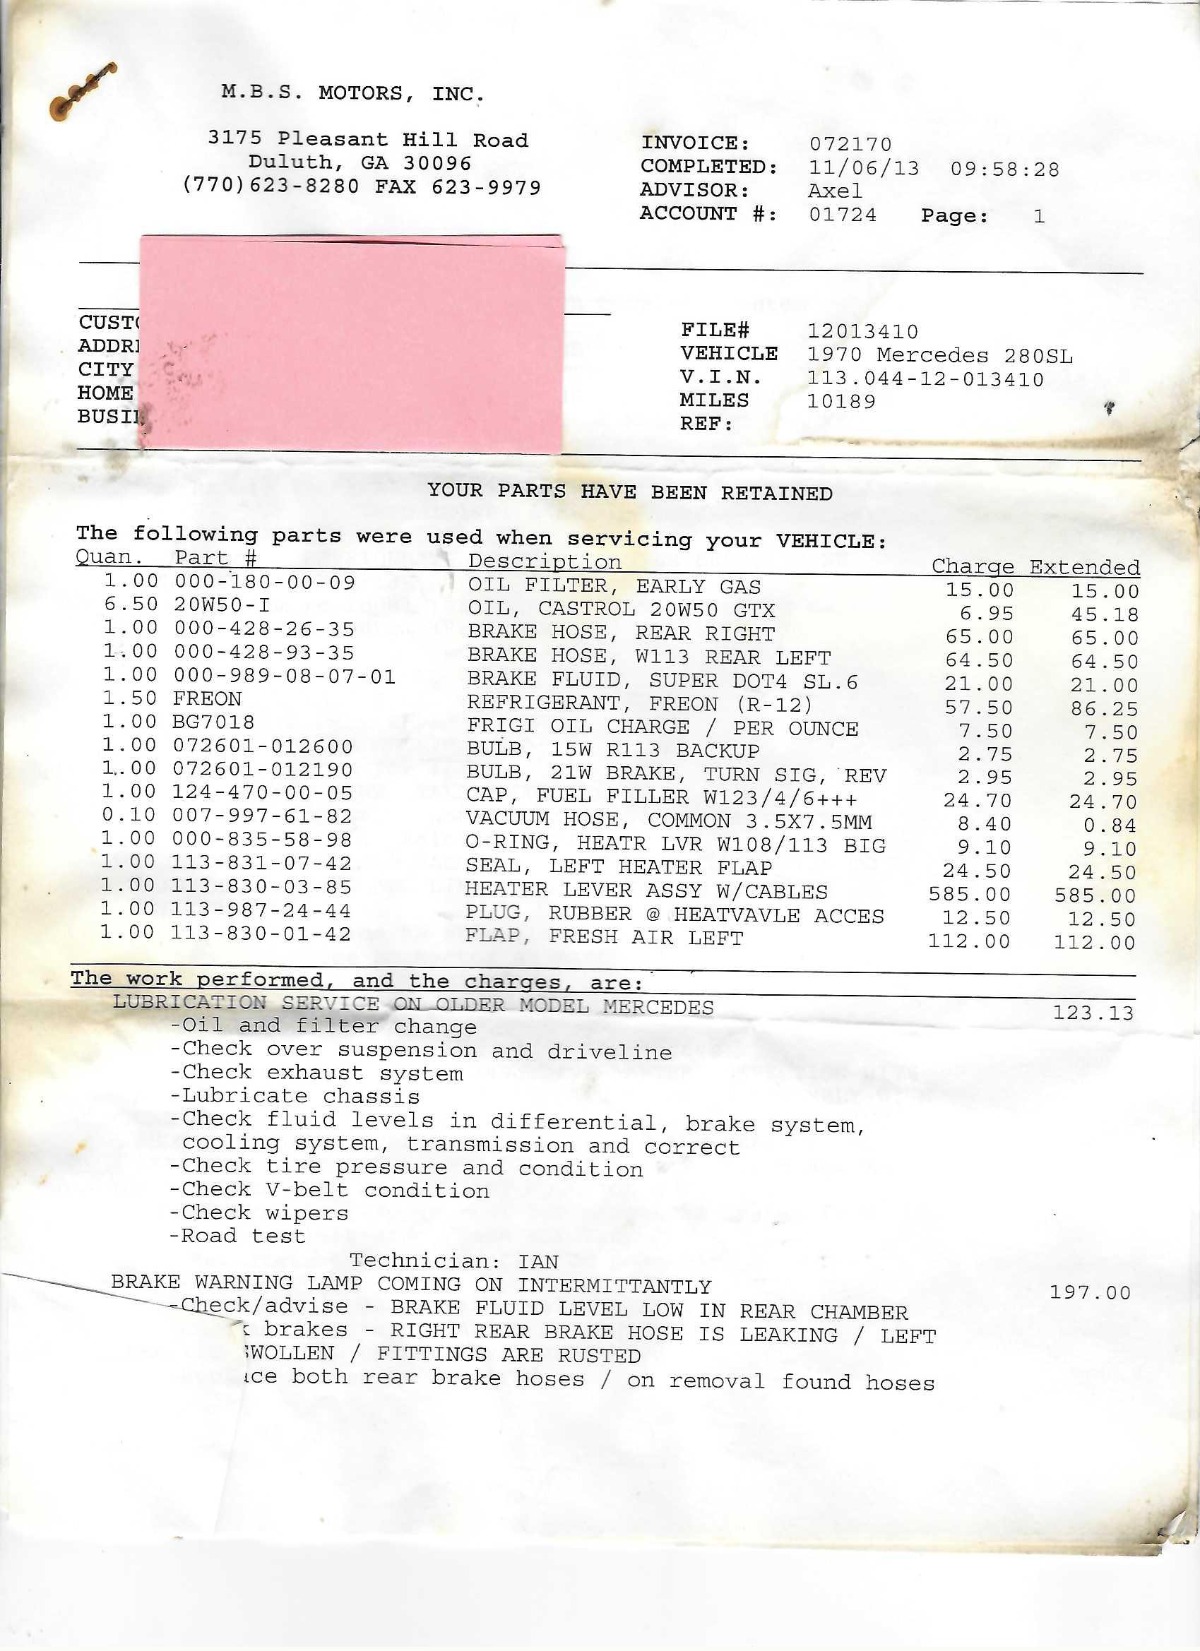 M.B.S. MOTORS, INC.
3175 Pleasant Hill Road
Duluth, GA 30096
(770)623-8280 FAX 623-9979
INVOICE: 072170
COMPLETED: 11/06/13 09:58:28
ADVISOR: Axel
ACCOUNT #: 01724 Page: 1
CUST
ADDR
CITY
HOME
BUSI
FILE# 12013410
VEHICLE 1970 Mercedes 280SL
V.I.N. 113.044-12-013410
MILES 10189
REF:
YOUR PARTS HAVE BEEN RETAINED
The following parts were used when servicing your VEHICLE:
Quan. Part # Description Charge Extended
1.00 000-180-00-09 OIL FILTER, EARLY GAS 15.00 15.00
6.50 20W50-I OIL, CASTROL 20W50 GTX 6.95 45.18
1.00 000-428-26-35 BRAKE HOSE, REAR RIGHT 65.00 65.00
1.00 000-428-93-35 BRAKE HOSE, W113 REAR LEFT 64.50 64.50
1.00 000-989-08-07-01 BRAKE FLUID, SUPER DOT4 SL.6 21.00 21.00
1.50 FREON REFRIGERANT, FREON (R-12) 57.50 86.25
1.00 BG7018 FRIGI OIL CHARGE / PER OUNCE 7.50 7.50
1.00 072601-012600 BULB, 15W R113 BACKUP 2.75 2.75
1.00 072601-012190 BULB, 21W BRAKE, TURN SIG, REV 2.95 2.95
1.00 124-470-00-05 CAP, FUEL FILLER W123/4/6+++ 24.70 24.70
0.10 007-997-61-82 VACUUM HOSE, COMMON 3.5X7.5MM 8.40 0.84
1.00 000-835-58-98 O-RING, HEATR LVR W108/113 BIG 9.10 9.10
1.00 113-831-07-42 SEAL, LEFT HEATER FLAP 24.50 24.50
1.00 113-830-03-85 HEATER LEVER ASSY W/CABLES 585.00 585.00
1.00 113-987-24-44 PLUG, RUBBER @ HEATVAVLE ACCES 12.50 12.50
1.00 113-830-01-42 FLAP, FRESH AIR LEFT 112.00 112.00
The work performed, and the charges, are:
LUBRICATION SERVICE ON OLDER MODEL MERCEDES 123.13
-Oil and filter change
-Check over suspension and driveline
-Check exhaust system
-Lubricate chassis
-Check fluid levels in differential, brake system,
cooling system, transmission and correct
-Check tire pressure and condition
-Check V-belt condition
-Check wipers
-Road test
Technician: IAN
BRAKE WARNING LAMP COMING ON INTERMITTANTLY 197.00
-Check/advise - BRAKE FLUID LEVEL LOW IN REAR CHAMBER
brakes - RIGHT REAR BRAKE HOSE IS LEAKING / LEFT
WOLLEN / FITTINGS ARE RUSTED
ce both rear brake hoses / on removal found hoses